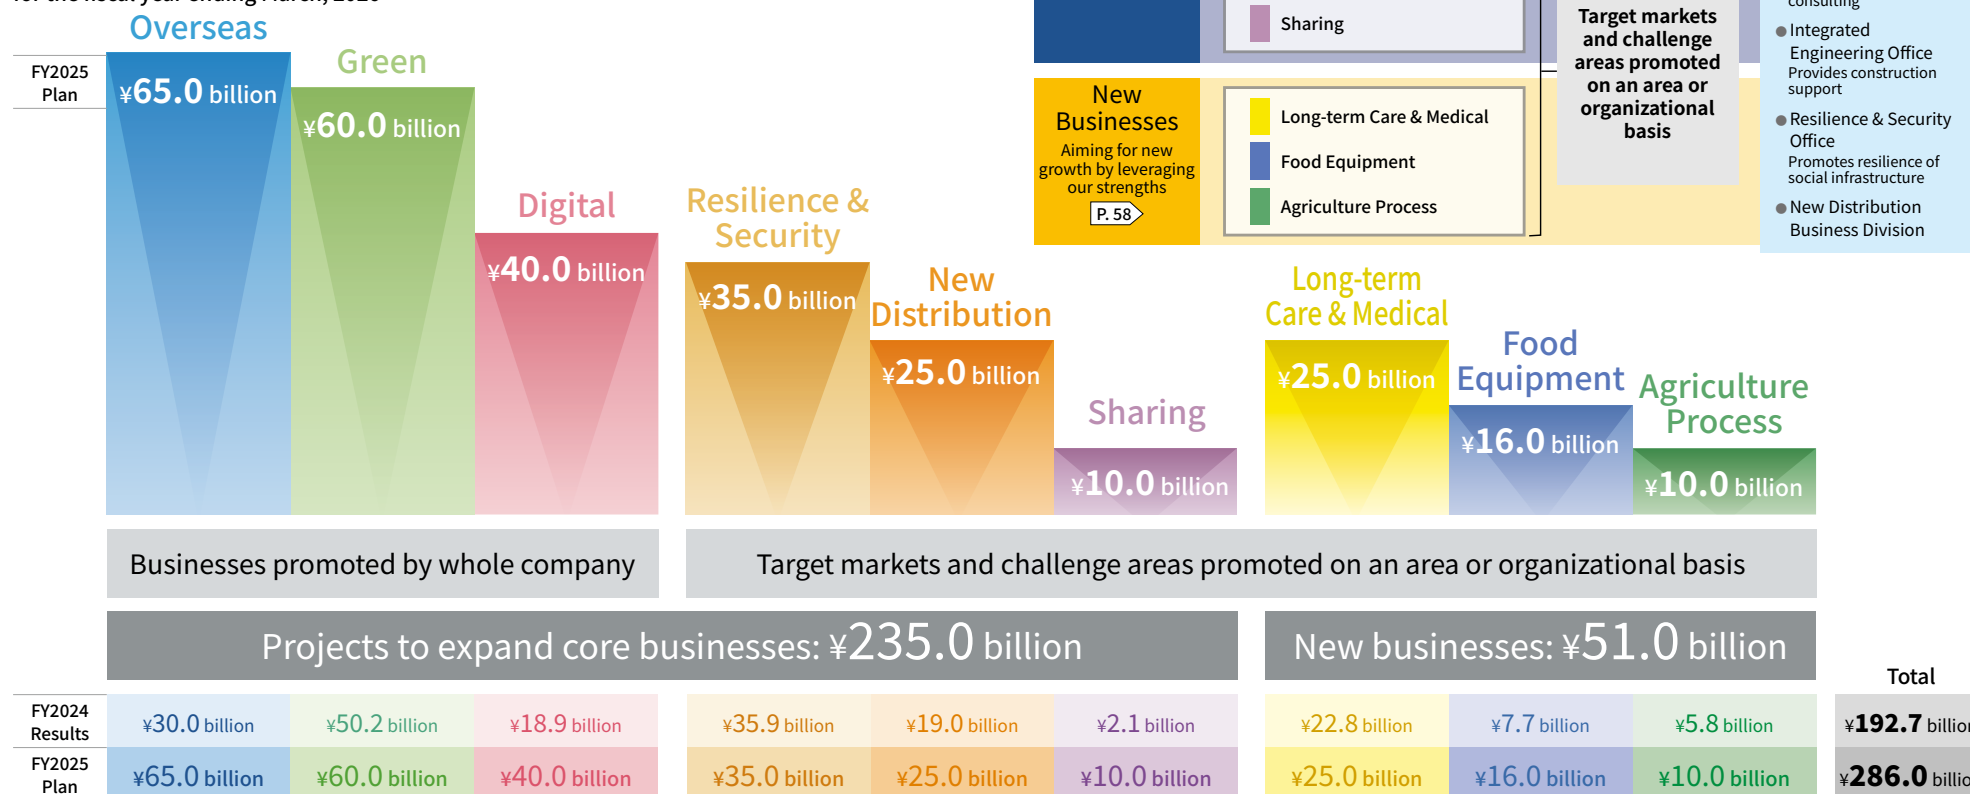 Overseas
FY2025
Plan
¥65.0 billion
Green
¥60.0 billion
Digital
¥40.0 billion
Resilience &
Security
¥35.0 billion
New
Distribution
¥25.0 billion
Sharing
¥10.0 billion
Long-term
Care & Medical
¥25.0 billion
Food
Equipment
¥16.0 billion
Agriculture
Process
¥10.0 billion
Sharing
New
Businesses
Aiming for new
growth by leveraging
our strengths
P. 58
Long-term Care & Medical
Food Equipment
Agriculture Process
Target markets
and challenge
areas promoted
on an area or
organizational
basis
consulting
● Integrated
Engineering Office
Provides construction
support
● Resilience & Security
Office
Promotes resilience of
social infrastructure
● New Distribution
Business Division
Businesses promoted by whole company
Target markets and challenge areas promoted on an area or organizational basis
Projects to expand core businesses: ¥235.0 billion
New businesses: ¥51.0 billion
Total
FY2024
Results
¥30.0 billion
¥50.2 billion
¥18.9 billion
¥35.9 billion
¥19.0 billion
¥2.1 billion
¥22.8 billion
¥7.7 billion
¥5.8 billion
¥192.7 billion
FY2025
Plan
¥65.0 billion
¥60.0 billion
¥40.0 billion
¥35.0 billion
¥25.0 billion
¥10.0 billion
¥25.0 billion
¥16.0 billion
¥10.0 billion
¥286.0 billion